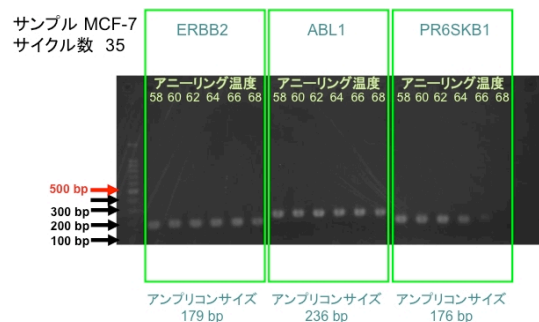 サンプル MCF-7
サイクル数 35
ERBB2
ABL1
PR6SKB1
アニーリング温度
58 60 62 64 66 68
アニーリング温度
58 60 62 64 66 68
アニーリング温度
58 60 62 64 66 68
500 bp
300 bp
200 bp
100 bp
アンプリコンサイズ
179 bp
アンプリコンサイズ
236 bp
アンプリコンサイズ
176 bp